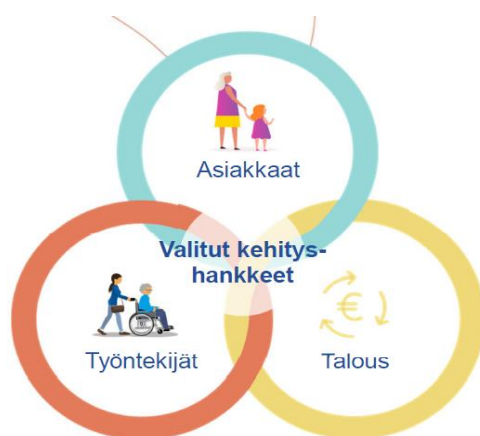 Asiakkaat
Valitut kehitys-
hankkeet
€
Työntekijät
Talous